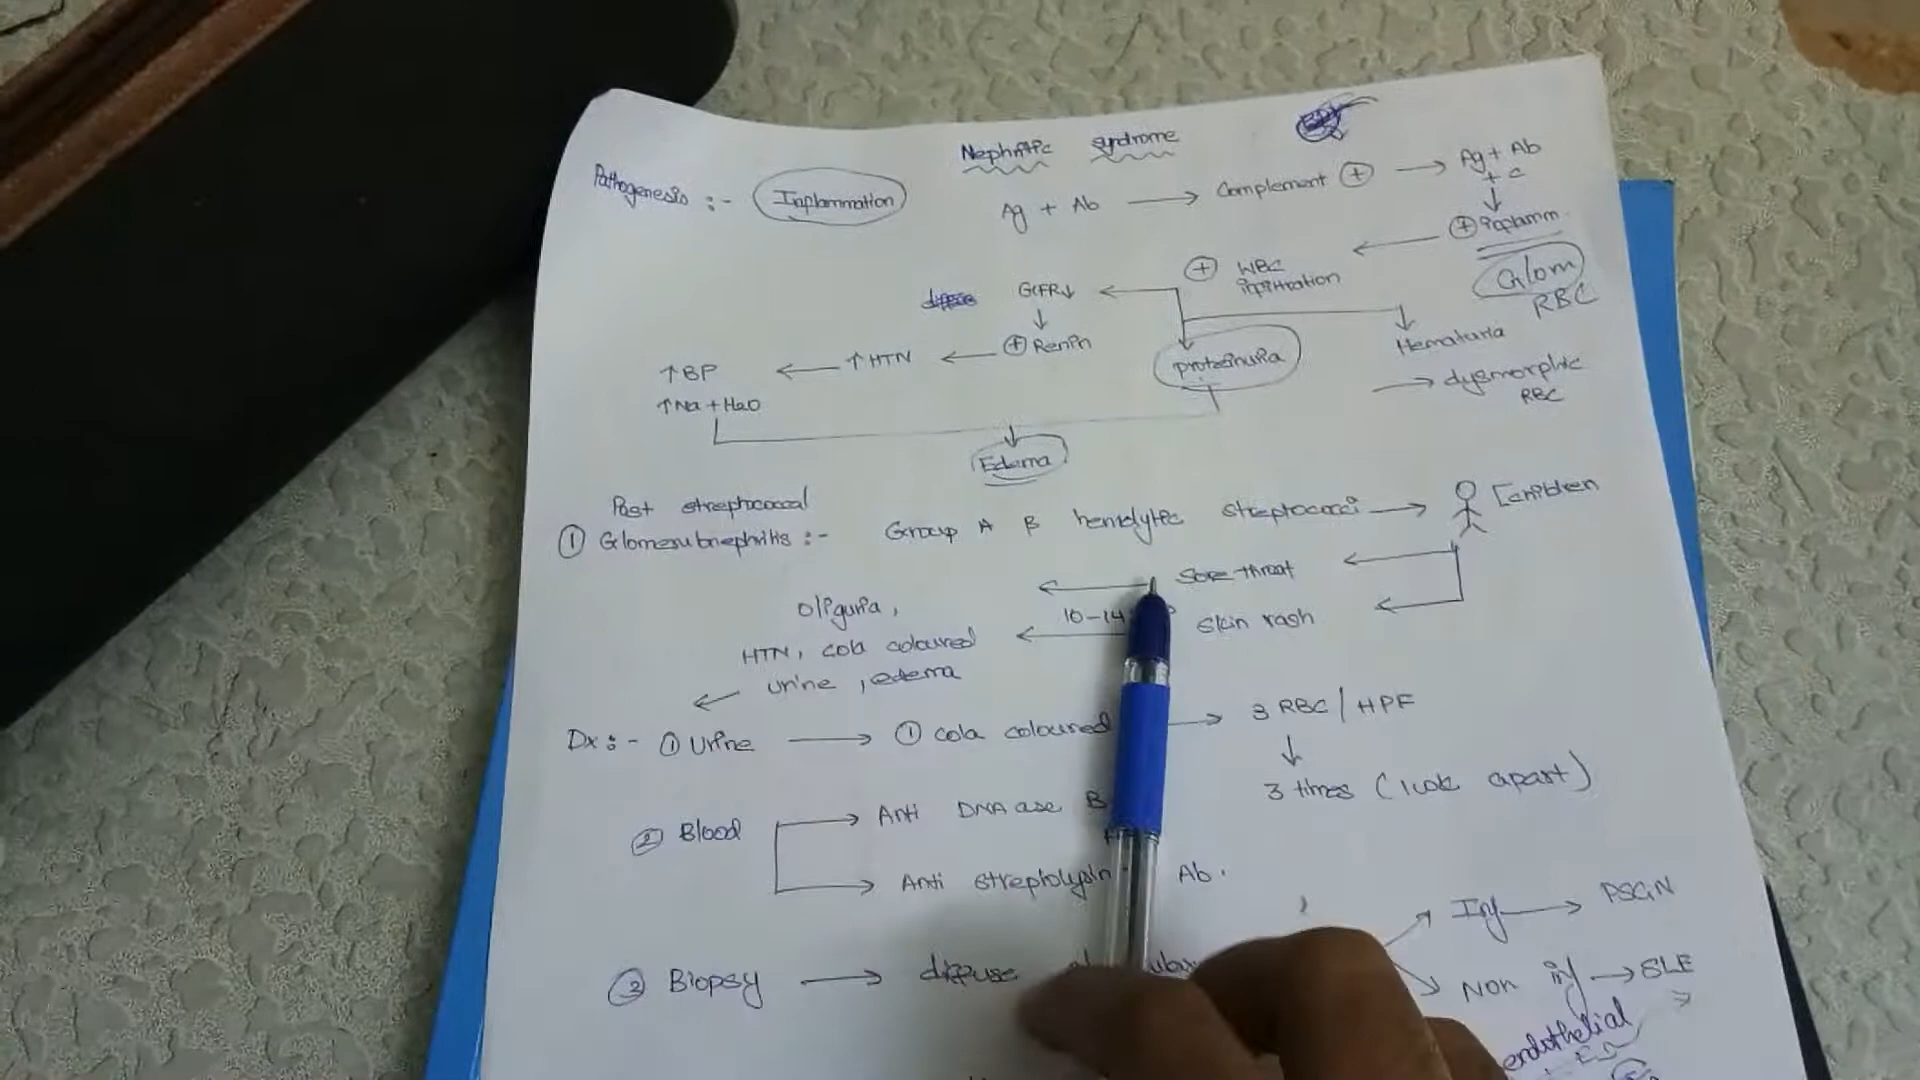 Nephritic syndrome
Pathogenesis :- Inflammation
Ag + Ab → Complement ⊕ → Ag + Ab
+ C
↓
⊕ inflamm.
Glom
RBC
⊕ WBC
infiltration
GFR↓
↓
⊕ Renin
↑ HTN
↑ BP
↑ Na + H2O
proteinuria
Hematuria
→ dysmorphic
RBC
Edema
Post streptococcal
① Glomerulonephritis :- Group A B hemolytic streptococci → [children
Sore throat
10-14
skin rash
oliguria,
HTN, cola coloured
urine, edema
Dx :- ① Urine → ① cola coloured → 3 RBC / HPF
↓
3 times (1 wk apart)
② Blood → Anti DNA ase B
→ Anti streptolysin Ab.
③ Biopsy → diffuse
Inf → PSGN
Non inf → SLE
endothelial